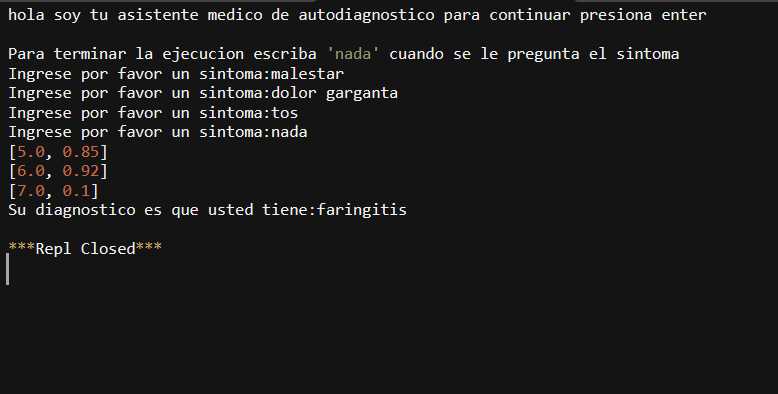 hola soy tu asistente medico de autodiagnostico para continuar presiona enter
Para terminar la ejecucion escriba 'nada' cuando se le pregunta el sintoma
Ingrese por favor un sintoma:malestar
Ingrese por favor un sintoma:dolor garganta
Ingrese por favor un sintoma:tos
Ingrese por favor un sintoma:nada
[5.0, 0.85]
[6.0, 0.92]
[7.0, 0.1]
Su diagnostico es que usted tiene:faringitis
***Repl Closed***